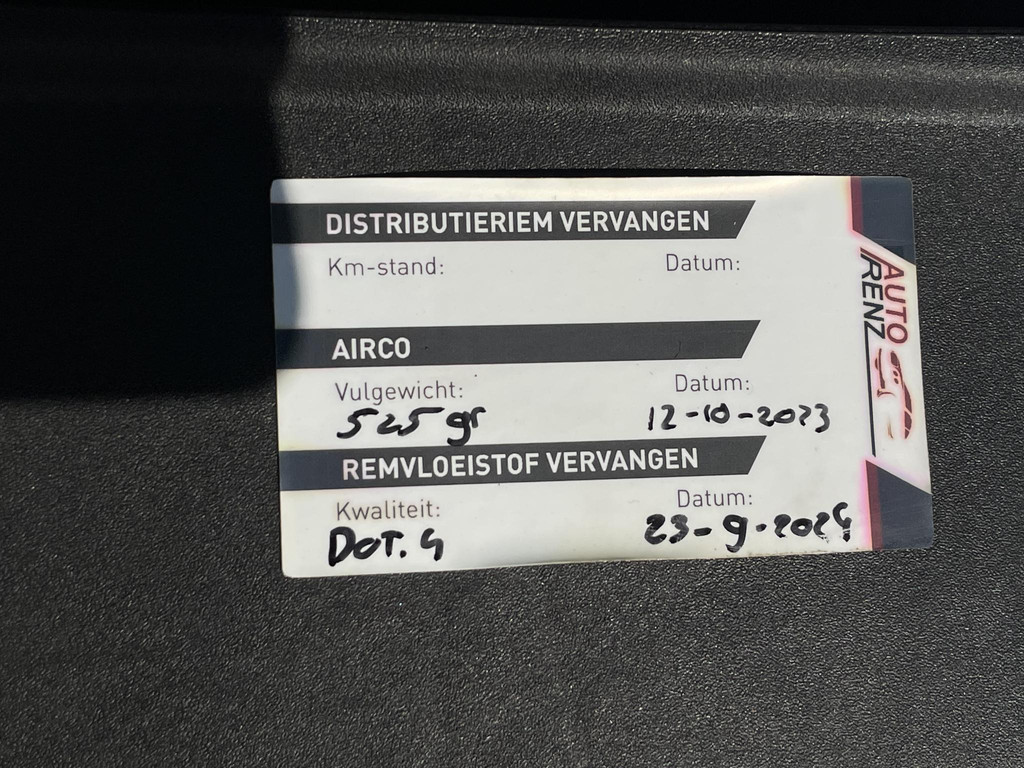 DISTRIBUTIERIEM VERVANGEN
Km-stand: Datum:
AIRCO
Vulgewicht: Datum:
525 gr 12-10-2023
REMVLOEISTOF VERVANGEN
Kwaliteit: Datum:
DOT. 4 23-9-2024
AUTO
RENZ